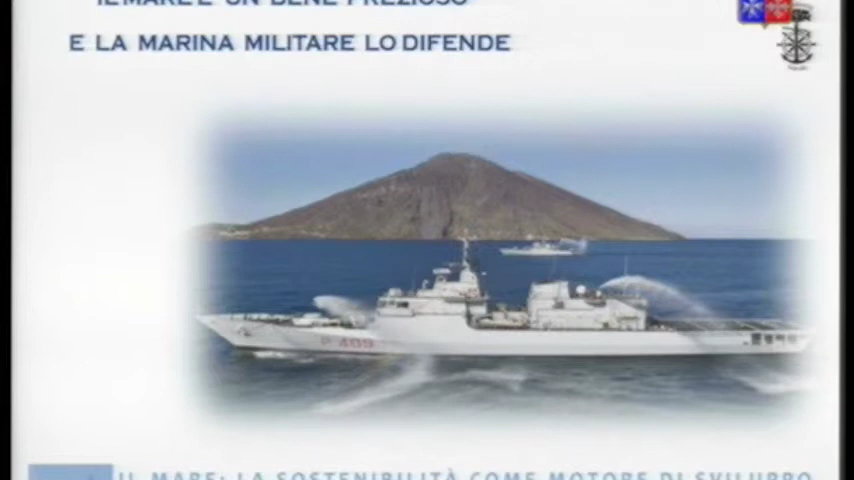 IL MARE E' UN BENE PREZIOSO
E LA MARINA MILITARE LO DIFENDE
P 409
IL MARE: LA SOSTENIBILITÀ COME MOTORE DI SVILUPPO